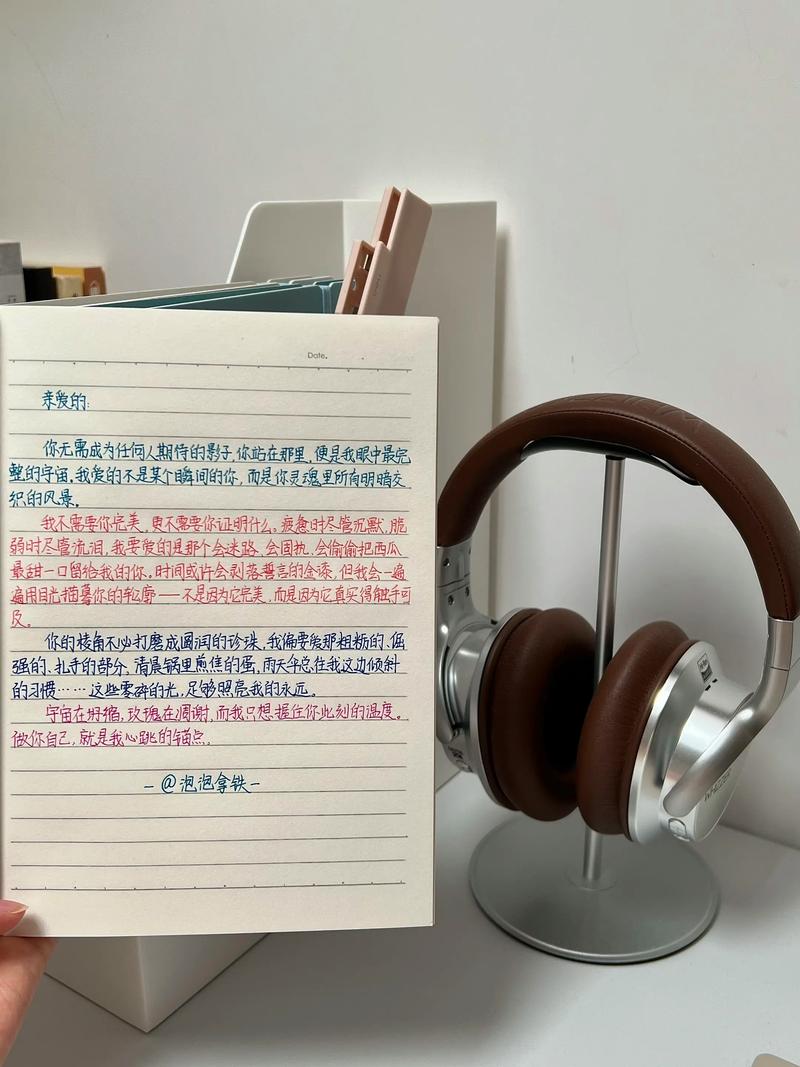 Date.
亲爱的:
你无需成为任何人期待的影子,你站在那里,便是我眼中最完
整的宇宙,我爱的不是某个瞬间的你,而是你灵魂里所有明暗交
织的风景。
我不需要你完美,更不需要你证明什么。疲惫时尽管沉默,脆
弱时尽管流泪,我要爱的是那个会迷路、会固执、会偷偷把西瓜
最甜一口留给我的你。时间或许会剥落誓言的金漆,但我会一遍
遍用目光描摹你的轮廓——不是因为它完美,而是因为它真实得触手可
及。
你的棱角不必打磨成圆润的珍珠,我偏要爱那粗粝的、倔
强的、扎手的部分,清晨锅里煎焦的蛋,雨天伞总往我这边倾斜
的习惯……这些零碎的光,足够照亮我的永远。
宇宙在坍缩,玫瑰在凋谢,而我只想握住你此刻的温度。
做你自己,就是我心跳的锚点。
—@泡泡拿铁—